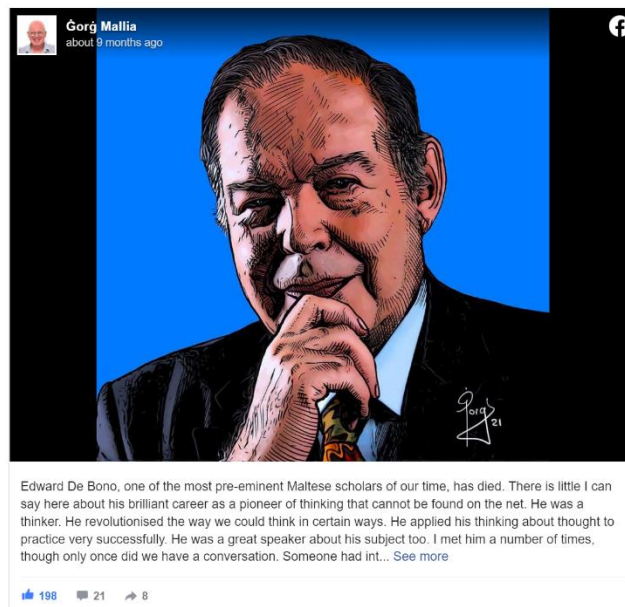 Ġorġ Mallia
about 9 months ago
Ġorġ
21
Edward De Bono, one of the most pre-eminent Maltese scholars of our time, has died. There is little I can
say here about his brilliant career as a pioneer of thinking that cannot be found on the net. He was a
thinker. He revolutionised the way we could think in certain ways. He applied his thinking about thought to
practice very successfully. He was a great speaker about his subject too. I met him a number of times,
though only once did we have a conversation. Someone had int... See more
198 21 8